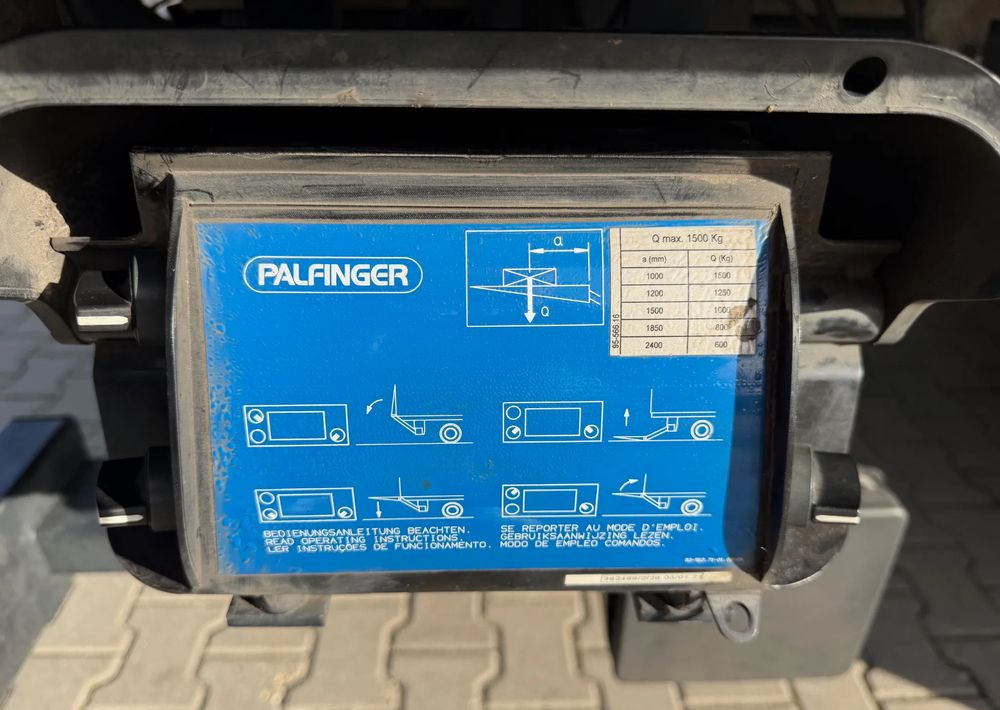 PALFINGER
a
Q
Q max. 1500 Kg
a (mm) Q (Kg)
1000 1500
1200 1250
1500 1000
1850 800
2400 600
95-566.16
BEDIENUNGSANLEITUNG BEACHTEN.
READ OPERATING INSTRUCTIONS.
LER INSTRUÇÕES DE FUNCIONAMENTO.
SE REPORTER AU MODE D'EMPLOI.
GEBRUIKSAANWIJZING LEZEN.
MODO DE EMPLEO COMANDOS.